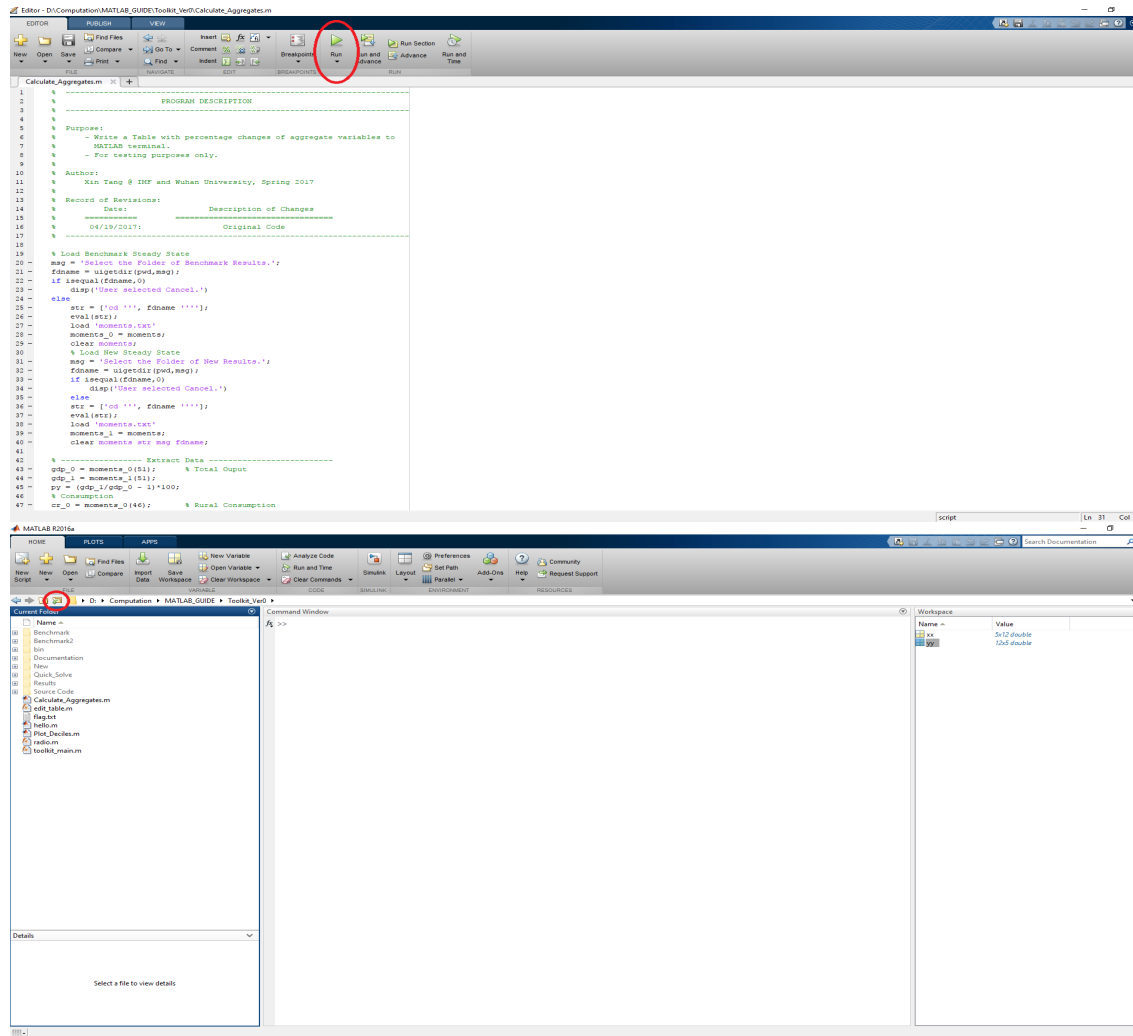 Editor - D:\Computation\MATLAB_GUIDE\Toolkit_Ver0\Calculate_Aggregates.m
EDITOR PUBLISH VIEW
New Open Save Find Files Compare Print Go To Find Insert Comment Indent Breakpoints Run Run and Advance Run Section Advance Run and Time
FILE NAVIGATE EDIT BREAKPOINTS RUN
Calculate_Aggregates.m
1 % -----------------------------------------------------------------------
2 % PROGRAM DESCRIPTION
3 % -----------------------------------------------------------------------
4 %
5 % Purpose:
6 % - Write a Table with percentage changes of aggregate variables to
7 % MATLAB terminal.
8 % - For testing purposes only.
9 %
10 % Author:
11 % Xin Tang @ IMF and Wuhan University, Spring 2017
12 %
13 % Record of Revisions:
14 % Date: Description of Changes
15 % =========== =================================
16 % 04/19/2017: Original Code
17 % -----------------------------------------------------------------------
18
19 % Load Benchmark Steady State
20 - msg = 'Select the Folder of Benchmark Results.';
21 - fdname = uigetdir(pwd,msg);
22 - if isequal(fdname,0)
23 - disp('User selected Cancel.')
24 - else
25 - str = ['cd ''', fdname ''''];
26 - eval(str);
27 - load 'moments.txt'
28 - moments_0 = moments;
29 - clear moments;
30 % Load New Steady State
31 - msg = 'Select the Folder of New Results.';
32 - fdname = uigetdir(pwd,msg);
33 - if isequal(fdname,0)
34 - disp('User selected Cancel.')
35 - else
36 - str = ['cd ''', fdname ''''];
37 - eval(str);
38 - load 'moments.txt'
39 - moments_1 = moments;
40 - clear moments str msg fdname;
41
42 % ----------------- Extract Data --------------------------
43 - gdp_0 = moments_0(51); % Total Ouput
44 - gdp_1 = moments_1(51);
45 - py = (gdp_1/gdp_0 - 1)*100;
46 % Consumption
47 - cr_0 = moments_0(46); % Rural Consumption
script Ln 31 Col
MATLAB R2016a
HOME PLOTS APPS Search Documentation
New Script New Open Find Files Compare Import Data Save Workspace New Variable Open Variable Clear Workspace Analyze Code Run and Time Clear Commands Simulink Layout Preferences Set Path Parallel Add-Ons Help Community Request Support
FILE VARIABLE CODE SIMULINK ENVIRONMENT RESOURCES
D: Computation MATLAB_GUIDE Toolkit_Ver0
Current Folder Command Window Workspace
Name fx >> Name Value
Benchmark xx 5x12 double
Benchmark2 yy 12x5 double
bin
Documentation
New
Quick_Solve
Results
Source Code
Calculate_Aggregates.m
edit_table.m
flag.txt
hello.m
Plot_Deciles.m
radio.m
toolkit_main.m
Details
Select a file to view details